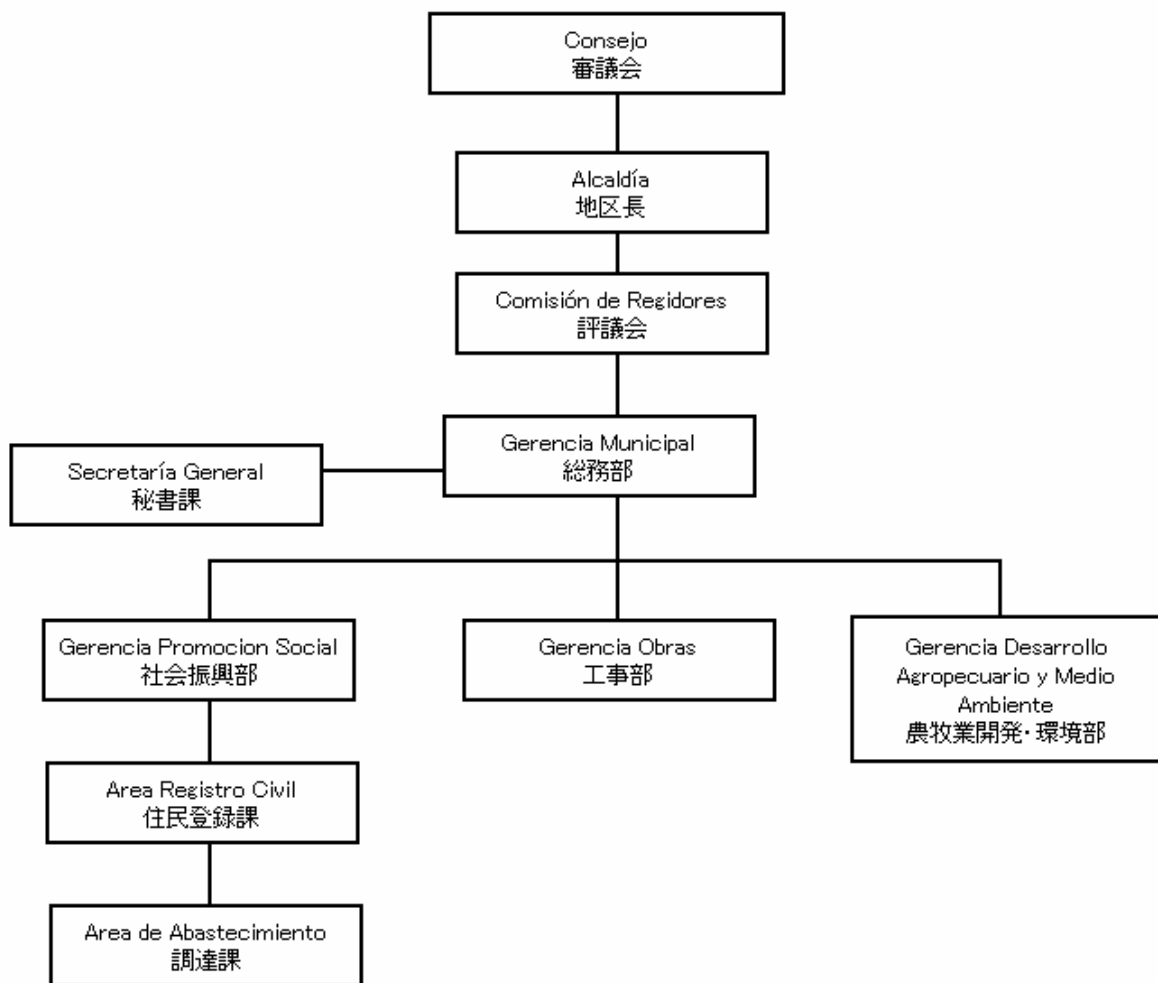 Consejo
審議会
Alcaldía
地区長
Comisión de Regidores
評議会
Gerencia Municipal
総務部
Secretaría General
秘書課
Gerencia Promocion Social
社会振興部
Gerencia Obras
工事部
Gerencia Desarrollo
Agropecuario y Medio
Ambiente
農牧業開発・環境部
Area Registro Civil
住民登録課
Area de Abastecimiento
調達課